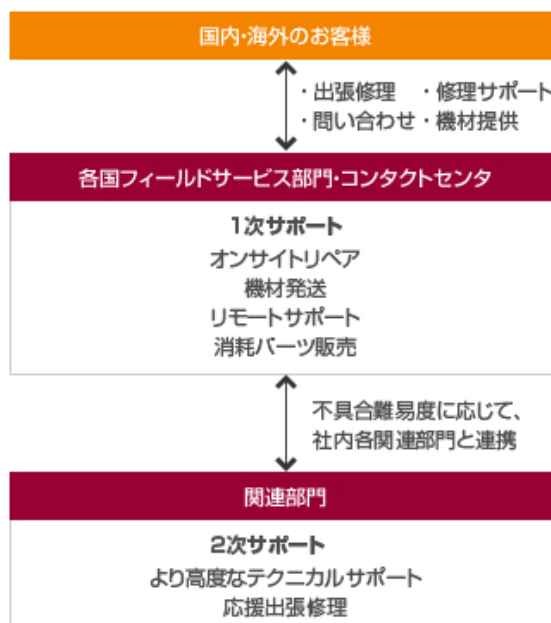 国内・海外のお客様
・出張修理 ・修理サポート
・問い合わせ・機材提供
各国フィールドサービス部門・コンタクトセンタ
1次サポート
オンサイトリペア
機材発送
リモートサポート
消耗パーツ販売
不具合難易度に応じて、
社内各関連部門と連携
関連部門
2次サポート
より高度なテクニカルサポート
応援出張修理